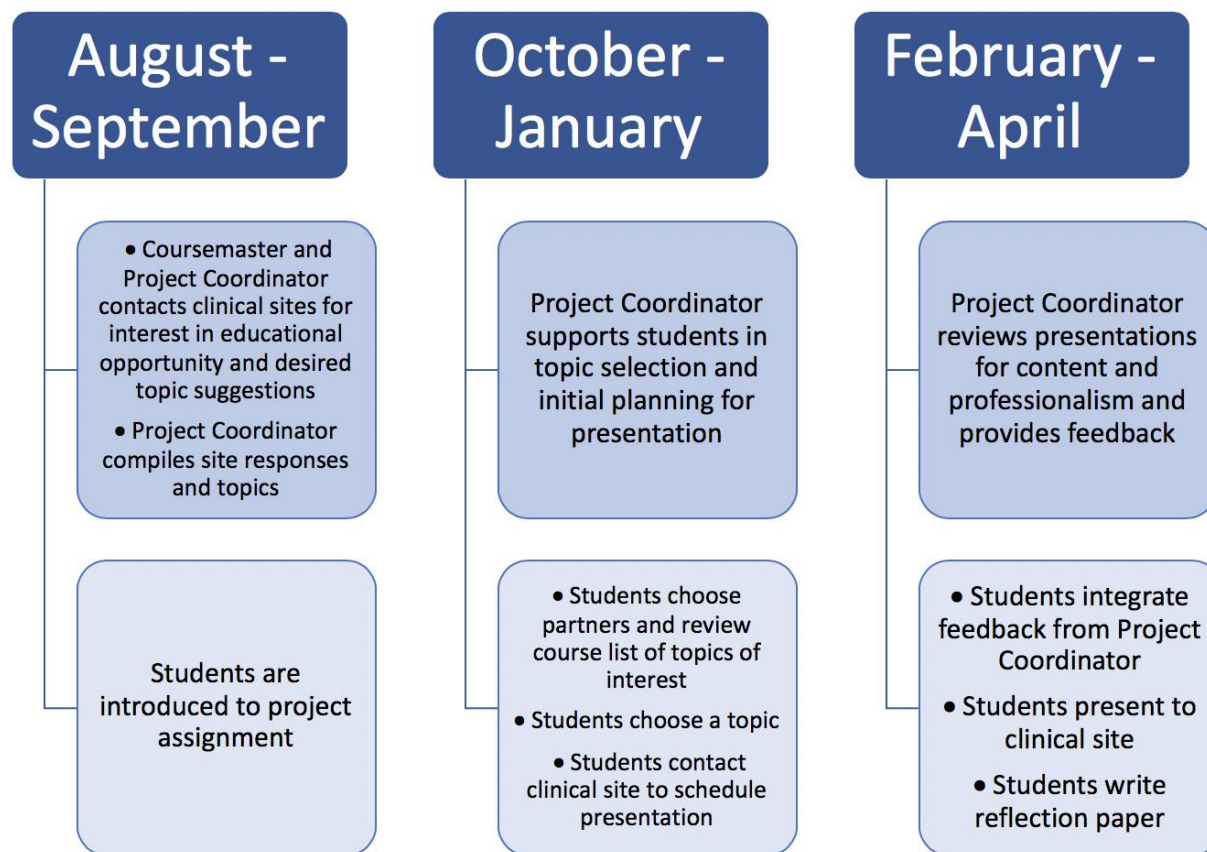 August -
September
• Coursemaster and
Project Coordinator
contacts clinical sites for
interest in educational
opportunity and desired
topic suggestions
• Project Coordinator
compiles site responses
and topics
Students are
introduced to project
assignment
October -
January
Project Coordinator
supports students in
topic selection and
initial planning for
presentation
• Students choose
partners and review
course list of topics of
interest
• Students choose a topic
• Students contact
clinical site to schedule
presentation
February -
April
Project Coordinator
reviews presentations
for content and
professionalism and
provides feedback
• Students integrate
feedback from Project
Coordinator
• Students present to
clinical site
• Students write
reflection paper